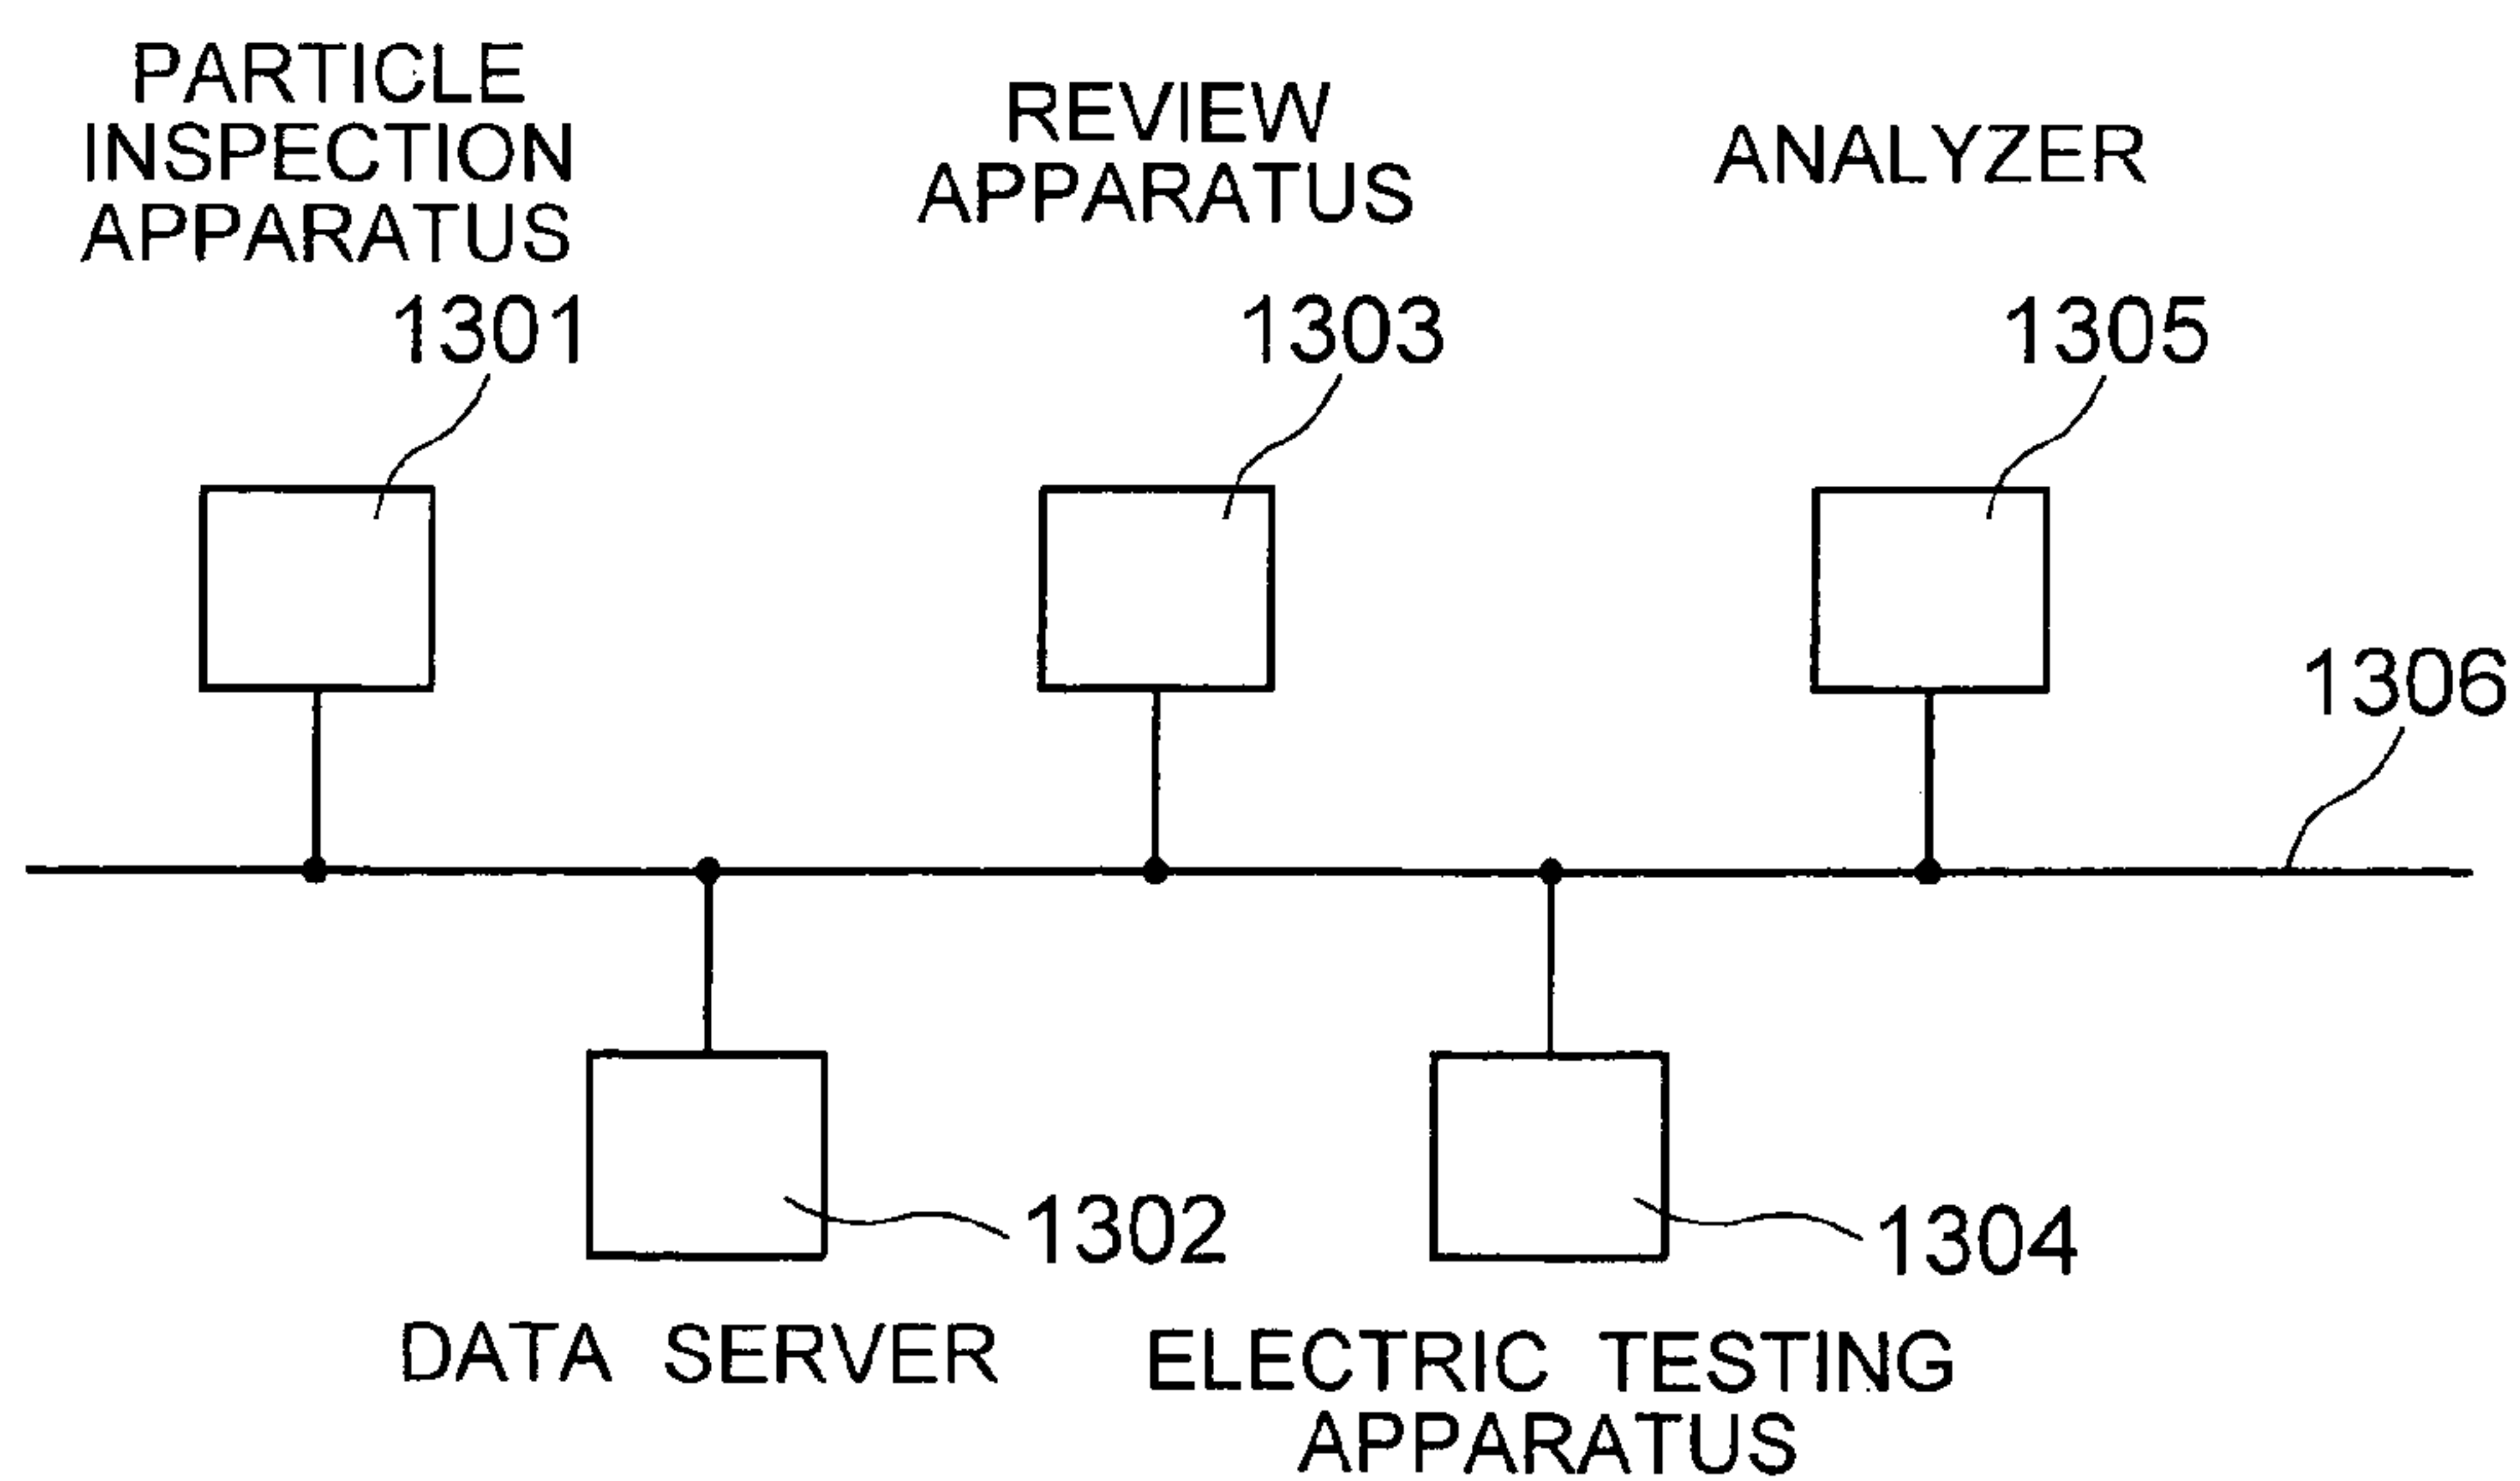 PARTICLE
INSPECTION
APPARATUS
1301
REVIEW
APPARATUS
1303
ANALYZER
1305
1306
1302
DATA SERVER
1304
ELECTRIC TESTING
APPARATUS